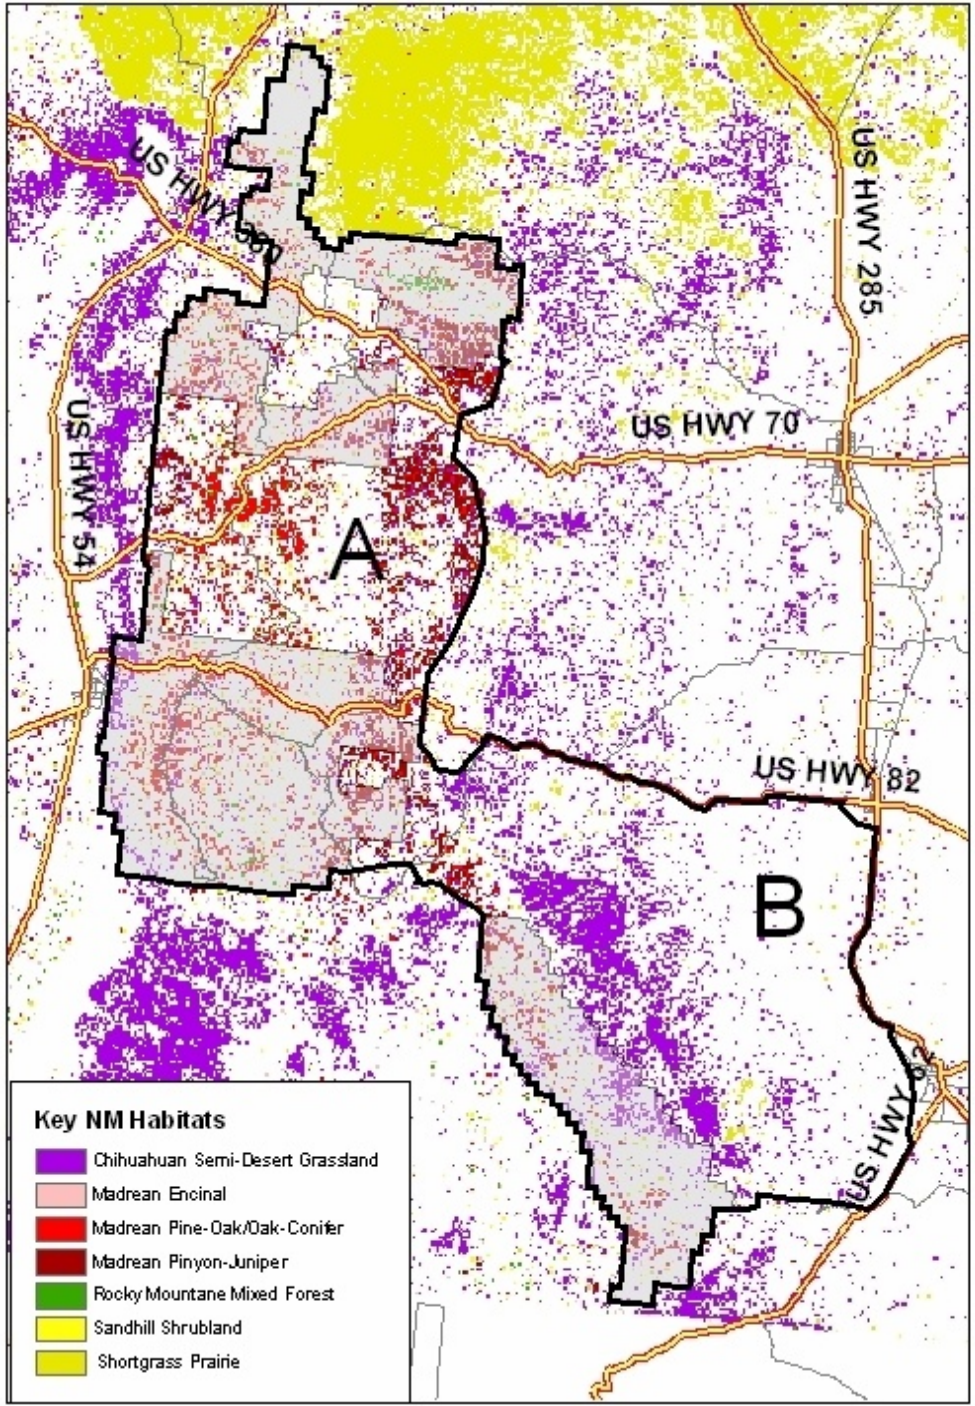 US HWY 380
US HWY 285
US HWY 54
US HWY 70
A
US HWY 82
B
US HWY 62
Key NM Habitats
Chihuahuan Semi-Desert Grassland
Madrean Encinal
Madrean Pine-Oak/Oak-Conifer
Madrean Pinyon-Juniper
Rocky Mountane Mixed Forest
Sandhill Shrubland
Shortgrass Prairie